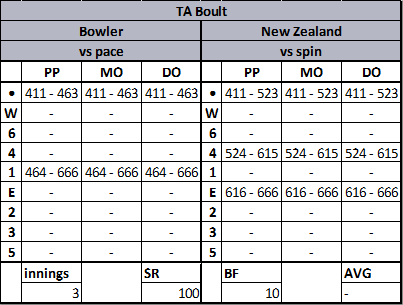 TA Boult
Bowler New Zealand
vs pace vs spin
PP MO DO PP MO DO
• 411 - 463 411 - 463 411 - 463 • 411 - 523 411 - 523 411 - 523
W - - - W - - -
6 - - - 6 - - -
4 - - - 4 524 - 615 524 - 615 524 - 615
1 464 - 666 464 - 666 464 - 666 1 - - -
E - - - E 616 - 666 616 - 666 616 - 666
2 - - - 2 - - -
3 - - - 3 - - -
5 - - - 5 - - -
innings SR BF AVG
3 100 10 -